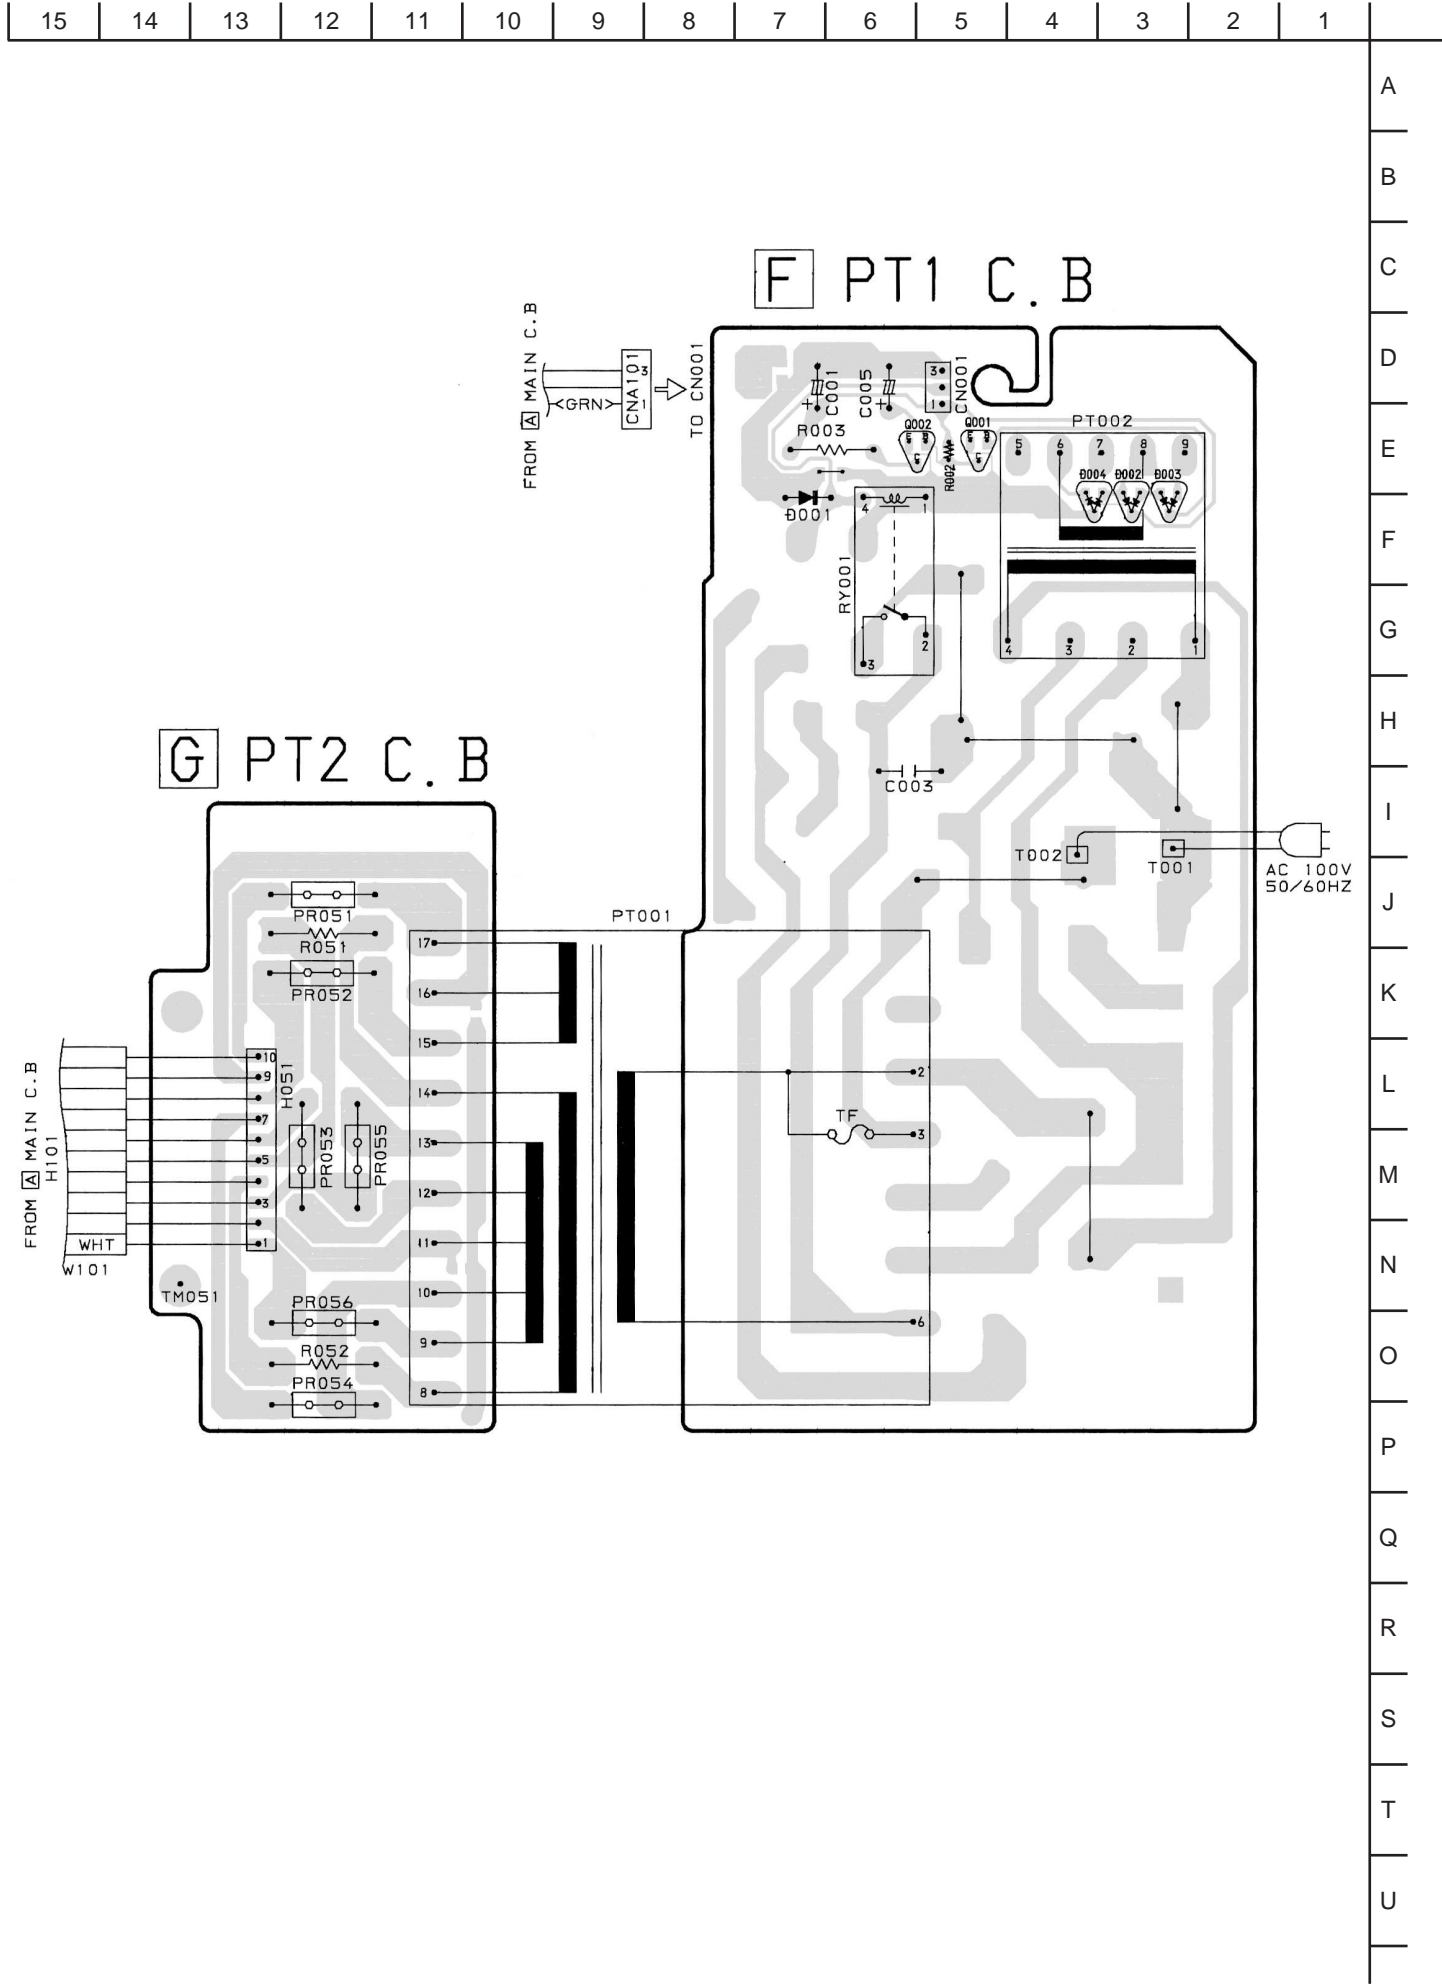 15 14 13 12 11 10 9 8 7 6 5 4 3 2 1
A
B
C
D
E
F
G
H
I
J
K
L
M
N
O
P
Q
R
S
T
U
F PT1 C.B
FROM A MAIN C.B
<GRN>
CNA101
3
1
TO CN001
C001
+
C005
+
3
1
CN001
R003
Q002
R002
Q001
PT002
5 6 7 8 9
D004 D002 D003
D001
4 1
RY001
3 2
4 3 2 1
C003
T002
T001
AC 100V
50/60HZ
G PT2 C.B
PR051
R051
PR052
PT001
17
16
15
14
13
12
11
10
9
8
2
TF
3
6
FROM A MAIN C.B
H101
WHT
W101
10
9
7
5
3
1
H051
PR053
PR055
TM051
PR056
R052
PR054